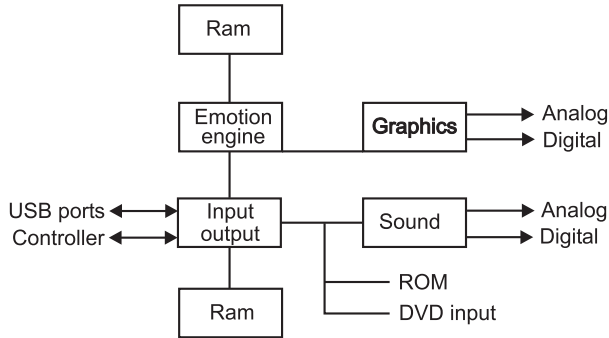 Ram
Emotion
engine
Graphics
Analog
Digital
USB ports
Controller
Input
output
Sound
Analog
Digital
ROM
DVD input
Ram